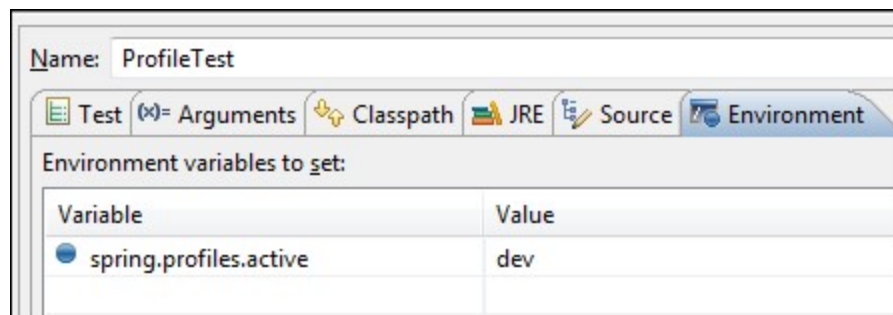 Name: ProfileTest
Test (x)= Arguments Classpath JRE Source Environment
Environment variables to set:
Variable Value
spring.profiles.active dev